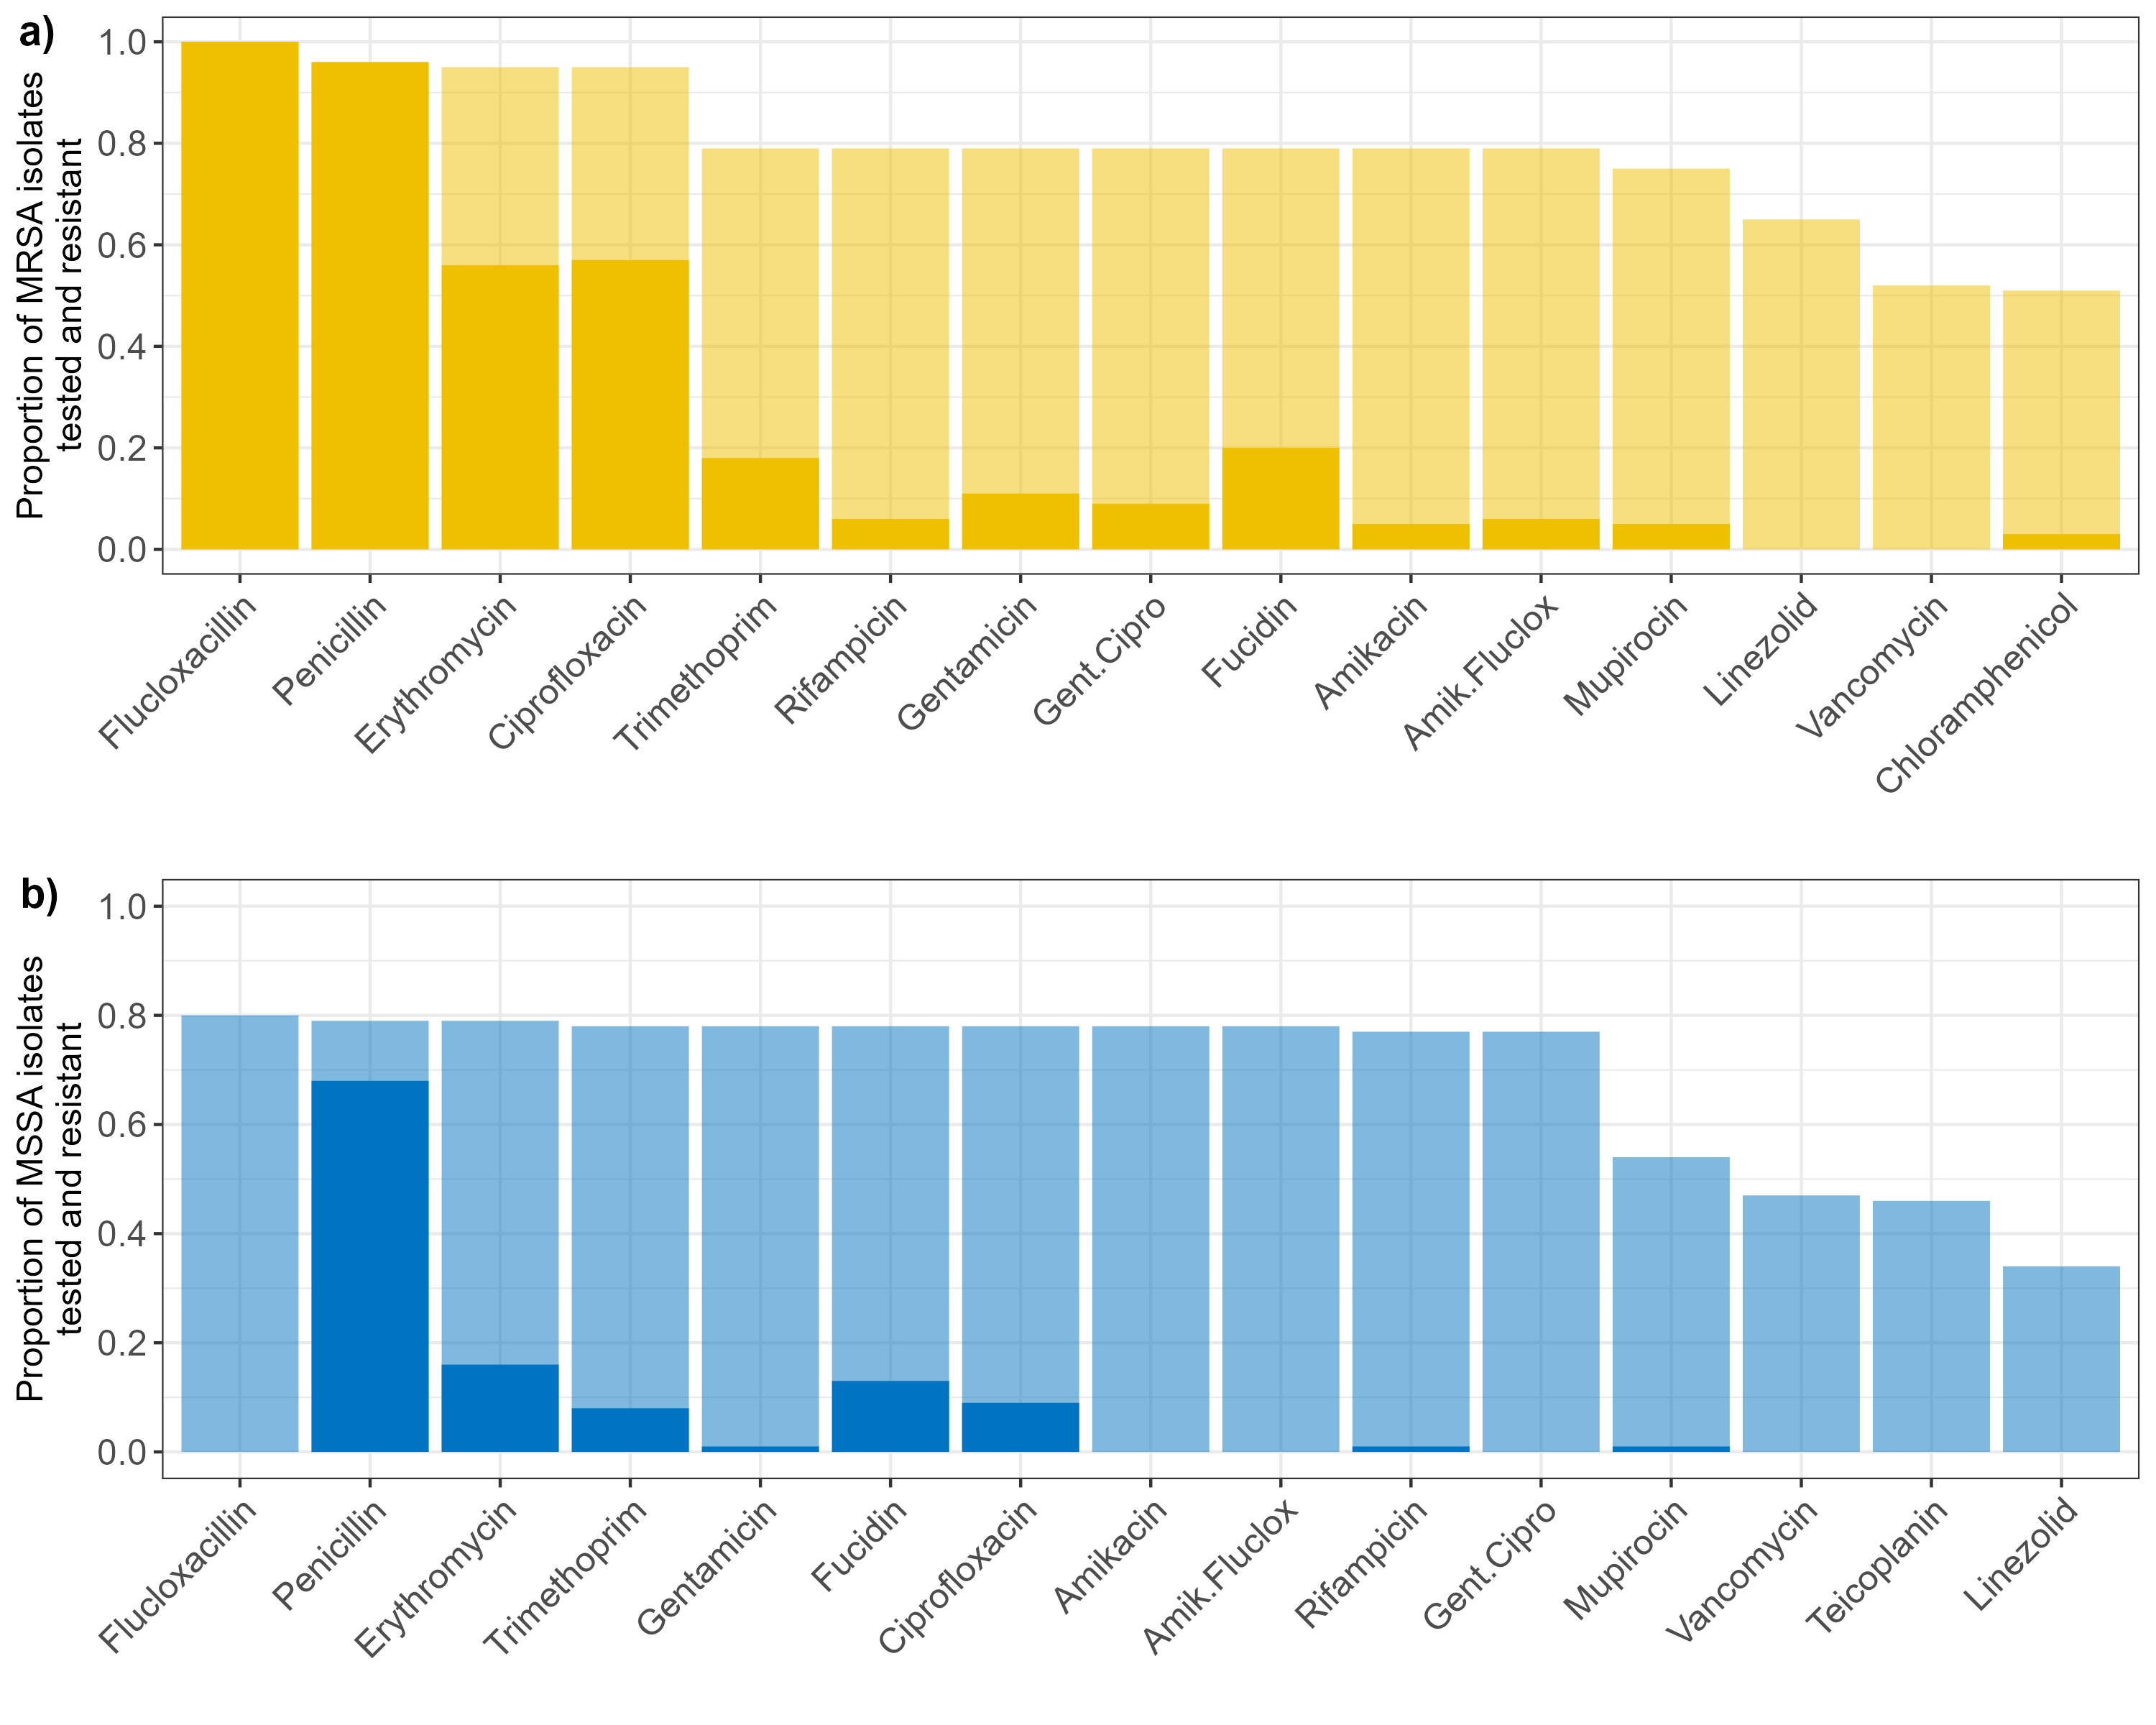 a)
Proportion of MRSA isolates
tested and resistant
1.0
0.8
0.6
0.4
0.2
0.0
Flucloxacillin
Penicillin
Erythromycin
Ciprofloxacin
Trimethoprim
Rifampicin
Gentamicin
Gent.Cipro
Fucidin
Amikacin
Amik.Fluclox
Mupirocin
Linezolid
Vancomycin
Chloramphenicol
b)
Proportion of MSSA isolates
tested and resistant
1.0
0.8
0.6
0.4
0.2
0.0
Flucloxacillin
Penicillin
Erythromycin
Trimethoprim
Gentamicin
Fucidin
Ciprofloxacin
Amikacin
Amik.Fluclox
Rifampicin
Gent.Cipro
Mupirocin
Vancomycin
Teicoplanin
Linezolid